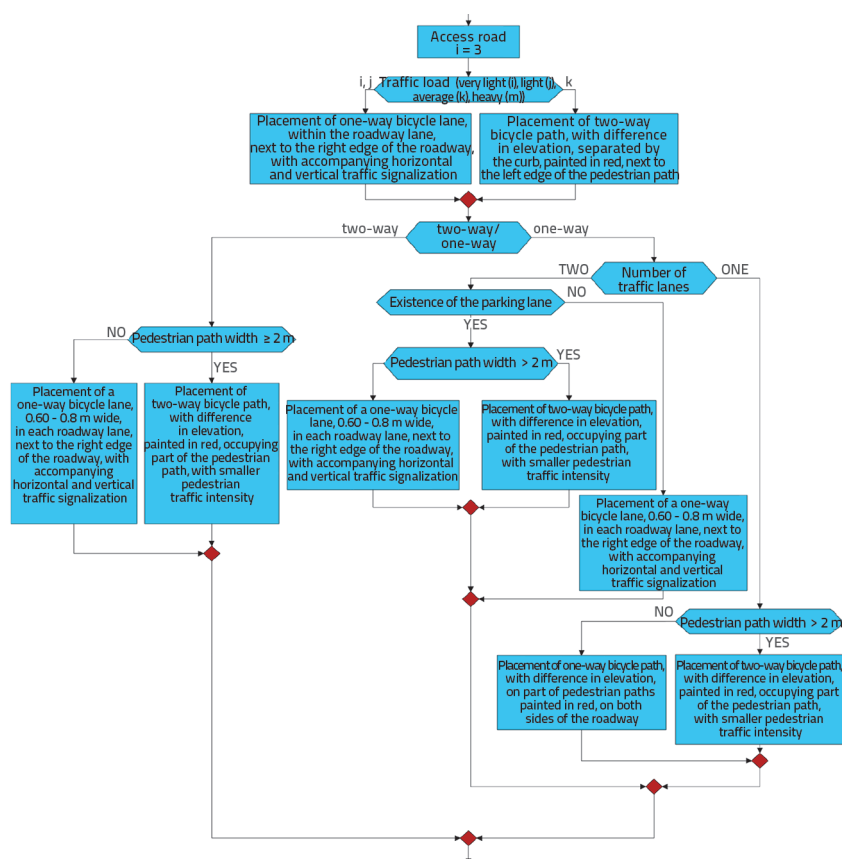 Access road
i = 3
i, j
Traffic load (very light (i), light (j),
average (k), heavy (m))
k
Placement of one-way bicycle lane,
within the roadway lane,
next to the right edge of the roadway,
with accompanying horizontal
and vertical traffic signalization
Placement of two-way
bicycle path, with difference
in elevation, separated by
the curb, painted in red, next to
the left edge of the pedestrian path
two-way
two-way/
one-way
one-way
TWO
Number of
traffic lanes
ONE
Existence of the parking lane
NO
YES
NO
Pedestrian path width ≥ 2 m
YES
Pedestrian path width > 2 m
YES
Placement of a
one-way bicycle lane,
0.60 - 0.8 m wide,
in each roadway lane,
next to the right edge
of the roadway, with
accompanying
horizontal and vertical
traffic signalization
Placement of
two-way bicycle path,
with difference
in elevation,
painted in red, occupying
part of the pedestrian
path, with smaller
pedestrian
traffic intensity
Placement of a one-way bicycle
lane, 0.60 - 0.8 m wide,
in each roadway lane, next to
the right edge of the roadway,
with accompanying horizontal
and vertical traffic signalization
Placement of two-way bicycle path,
with difference in elevation,
painted in red, occupying part
of the pedestrian path,
with smaller pedestrian
traffic intensity
Placement of a one-way
bicycle lane, 0.60 - 0.8 m wide,
in each roadway lane, next to
the right edge of the roadway,
with accompanying
horizontal and vertical
traffic signalization
NO
Pedestrian path width > 2 m
YES
Placement of one-way bicycle path,
with difference in elevation,
on part of pedestrian paths
painted in red, on both
sides of the roadway
Placement of two-way bicycle path,
with difference in elevation,
painted in red, occupying part
of the pedestrian path,
with smaller pedestrian
traffic intensity